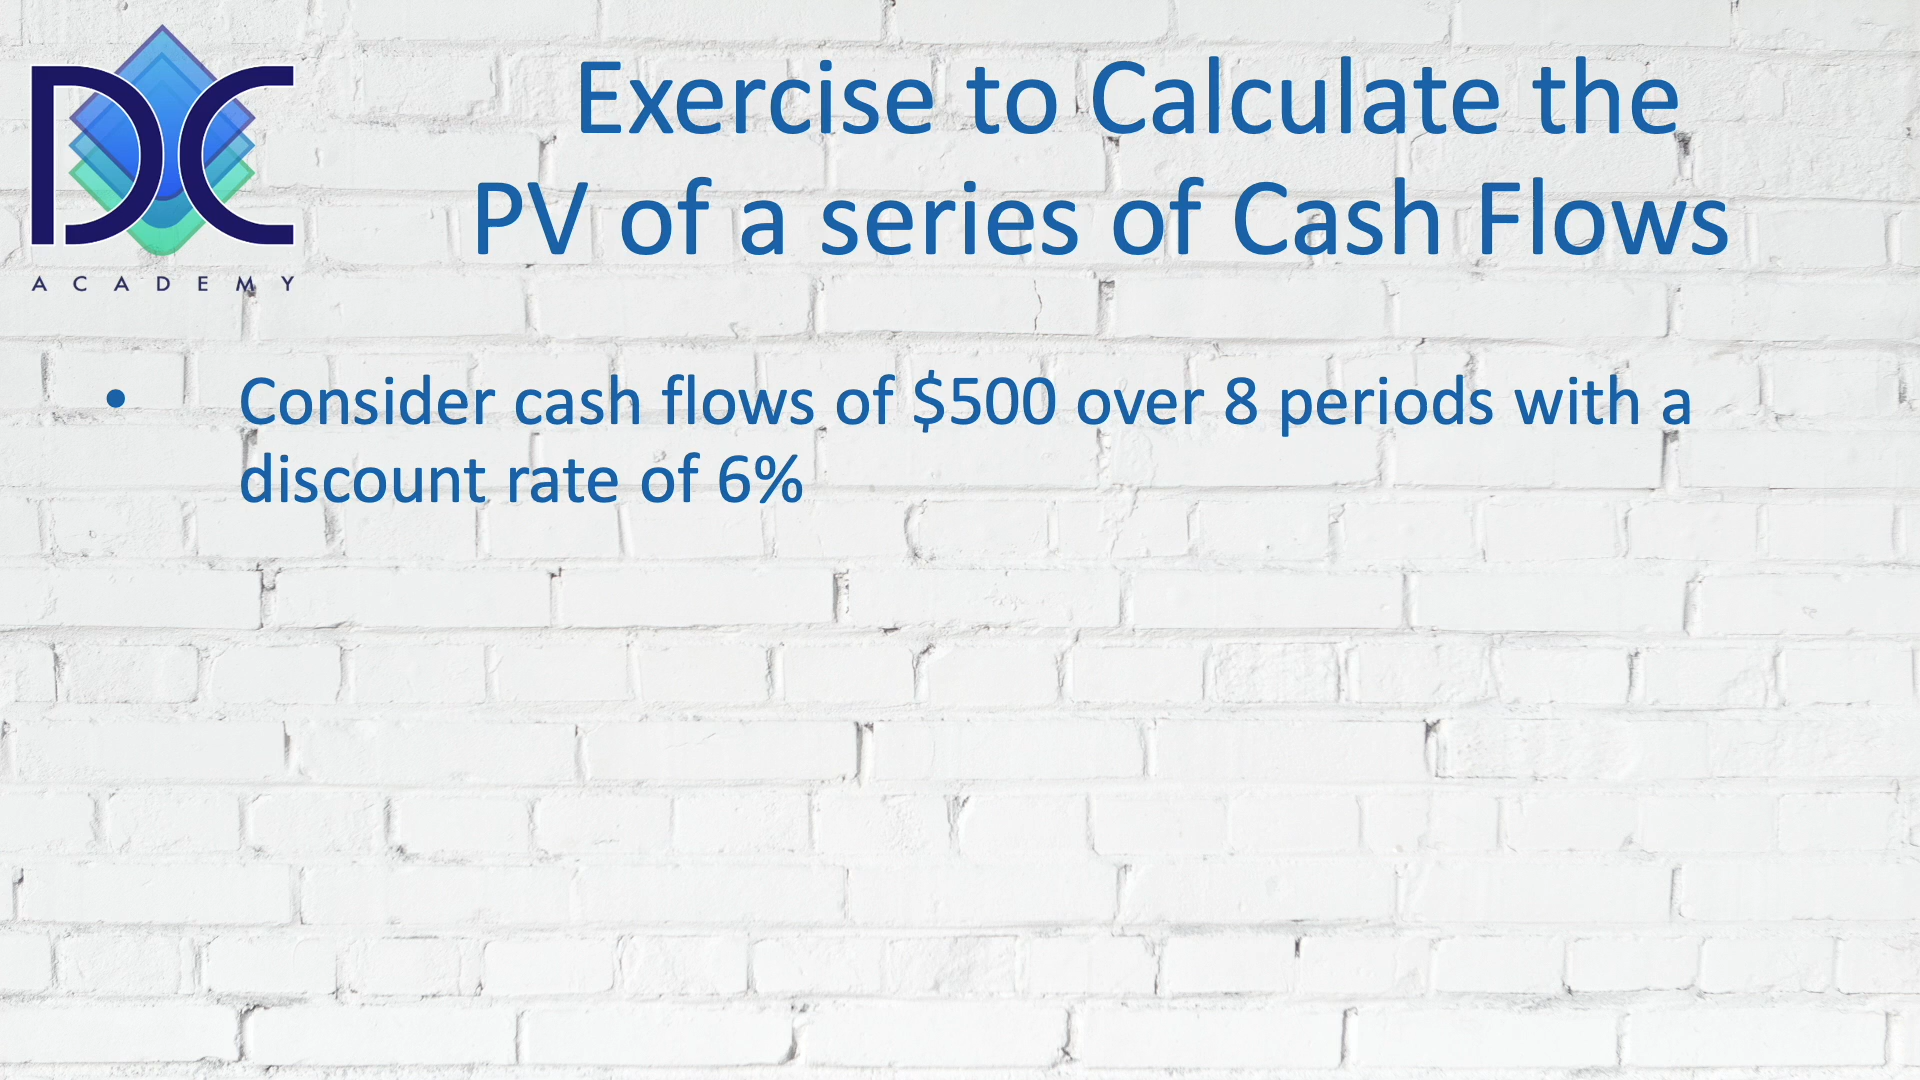 DC
ACADEMY
Exercise to Calculate the
PV of a series of Cash Flows
• Consider cash flows of $500 over 8 periods with a
discount rate of 6%